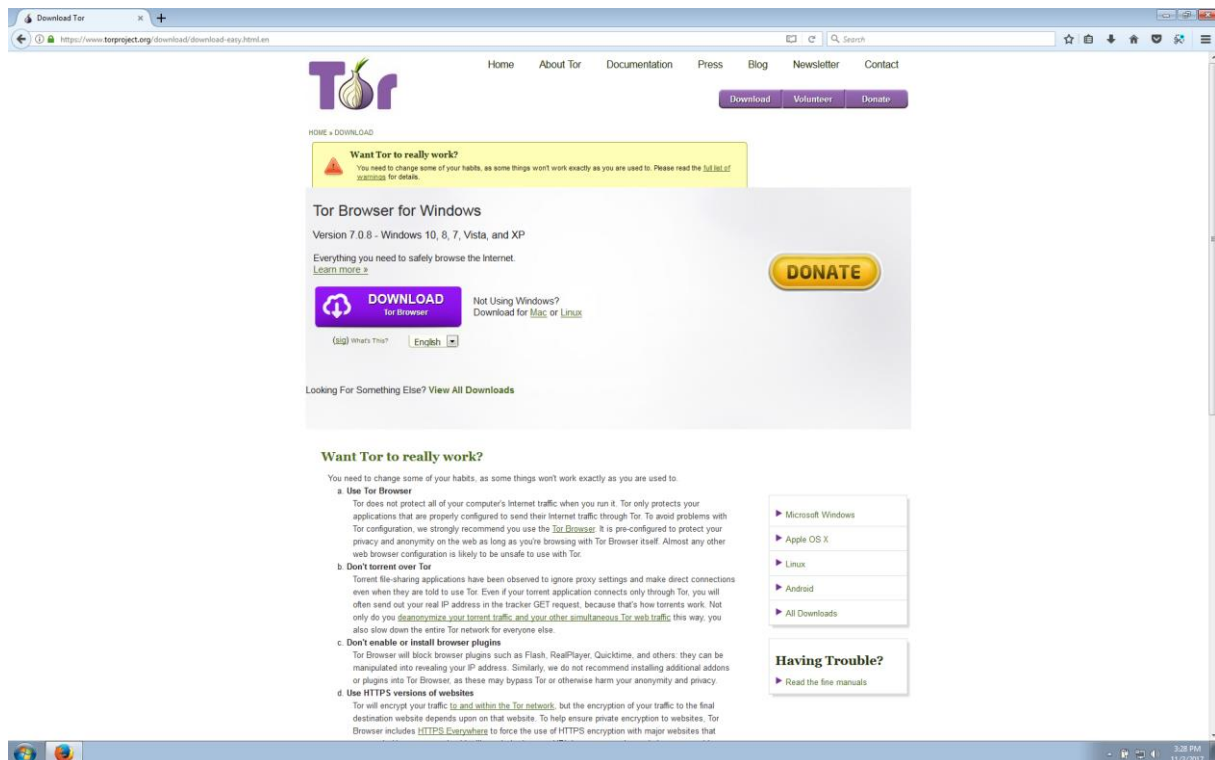 Download Tor
https://www.torproject.org/download/download-easy.html.en
Search
Tor
Home About Tor Documentation Press Blog Newsletter Contact
Download Volunteer Donate
HOME » DOWNLOAD
Want Tor to really work?
You need to change some of your habits, as some things won't work exactly as you are used to. Please read the full list of
warnings for details.
Tor Browser for Windows
Version 7.0.8 - Windows 10, 8, 7, Vista, and XP
Everything you need to safely browse the Internet.
Learn more »
DONATE
DOWNLOAD
Tor Browser
Not Using Windows?
Download for Mac or Linux
(sig) What's This? English
Looking For Something Else? View All Downloads
Want Tor to really work?
You need to change some of your habits, as some things won't work exactly as you are used to.
a. Use Tor Browser
Tor does not protect all of your computer's Internet traffic when you run it. Tor only protects your
applications that are properly configured to send their Internet traffic through Tor. To avoid problems with
Tor configuration, we strongly recommend you use the Tor Browser. It is pre-configured to protect your
privacy and anonymity on the web as long as you're browsing with Tor Browser itself. Almost any other
web browser configuration is likely to be unsafe to use with Tor.
b. Don't torrent over Tor
Torrent file-sharing applications have been observed to ignore proxy settings and make direct connections
even when they are told to use Tor. Even if your torrent application connects only through Tor, you will
often send out your real IP address in the tracker GET request, because that's how torrents work. Not
only do you deanonymize your torrent traffic and your other simultaneous Tor web traffic this way, you
also slow down the entire Tor network for everyone else.
c. Don't enable or install browser plugins
Tor Browser will block browser plugins such as Flash, RealPlayer, Quicktime, and others: they can be
manipulated into revealing your IP address. Similarly, we do not recommend installing additional addons
or plugins into Tor Browser, as these may bypass Tor or otherwise harm your anonymity and privacy.
d. Use HTTPS versions of websites
Tor will encrypt your traffic to and within the Tor network, but the encryption of your traffic to the final
destination website depends upon on that website. To help ensure private encryption to websites, Tor
Browser includes HTTPS Everywhere to force the use of HTTPS encryption with major websites that
Microsoft Windows
Apple OS X
Linux
Android
All Downloads
Having Trouble?
Read the fine manuals
3:28 PM